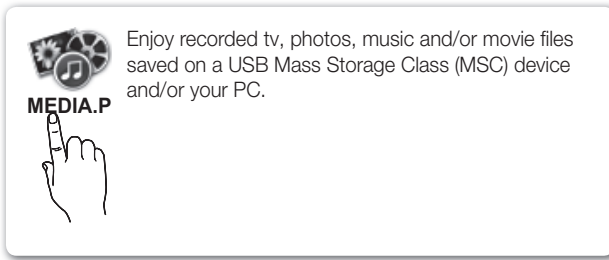 Enjoy recorded tv, photos, music and/or movie files
saved on a USB Mass Storage Class (MSC) device
and/or your PC.
MEDIA.P